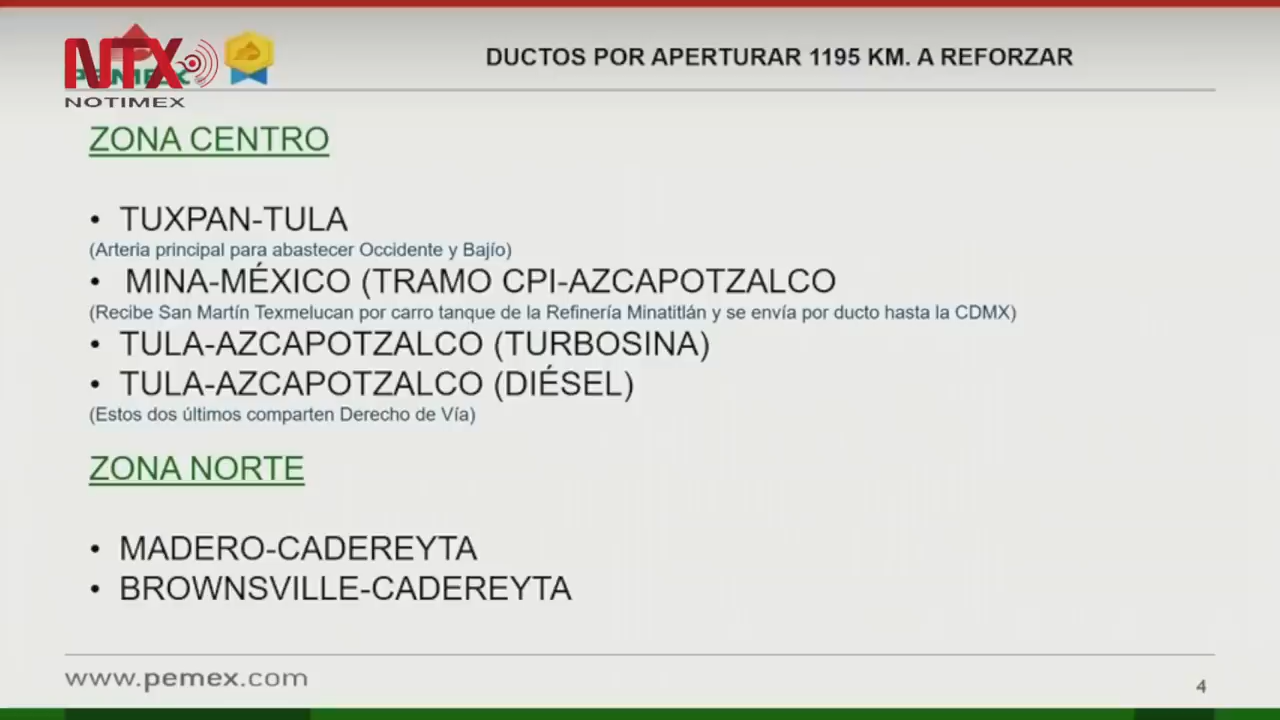 NTX
PEMEX
NOTIMEX
DUCTOS POR APERTURAR 1195 KM. A REFORZAR
ZONA CENTRO
• TUXPAN-TULA
(Arteria principal para abastecer Occidente y Bajío)
• MINA-MÉXICO (TRAMO CPI-AZCAPOTZALCO
(Recibe San Martín Texmelucan por carro tanque de la Refinería Minatitlán y se envía por ducto hasta la CDMX)
• TULA-AZCAPOTZALCO (TURBOSINA)
• TULA-AZCAPOTZALCO (DIÉSEL)
(Estos dos últimos comparten Derecho de Vía)
ZONA NORTE
• MADERO-CADEREYTA
• BROWNSVILLE-CADEREYTA
www.pemex.com
4